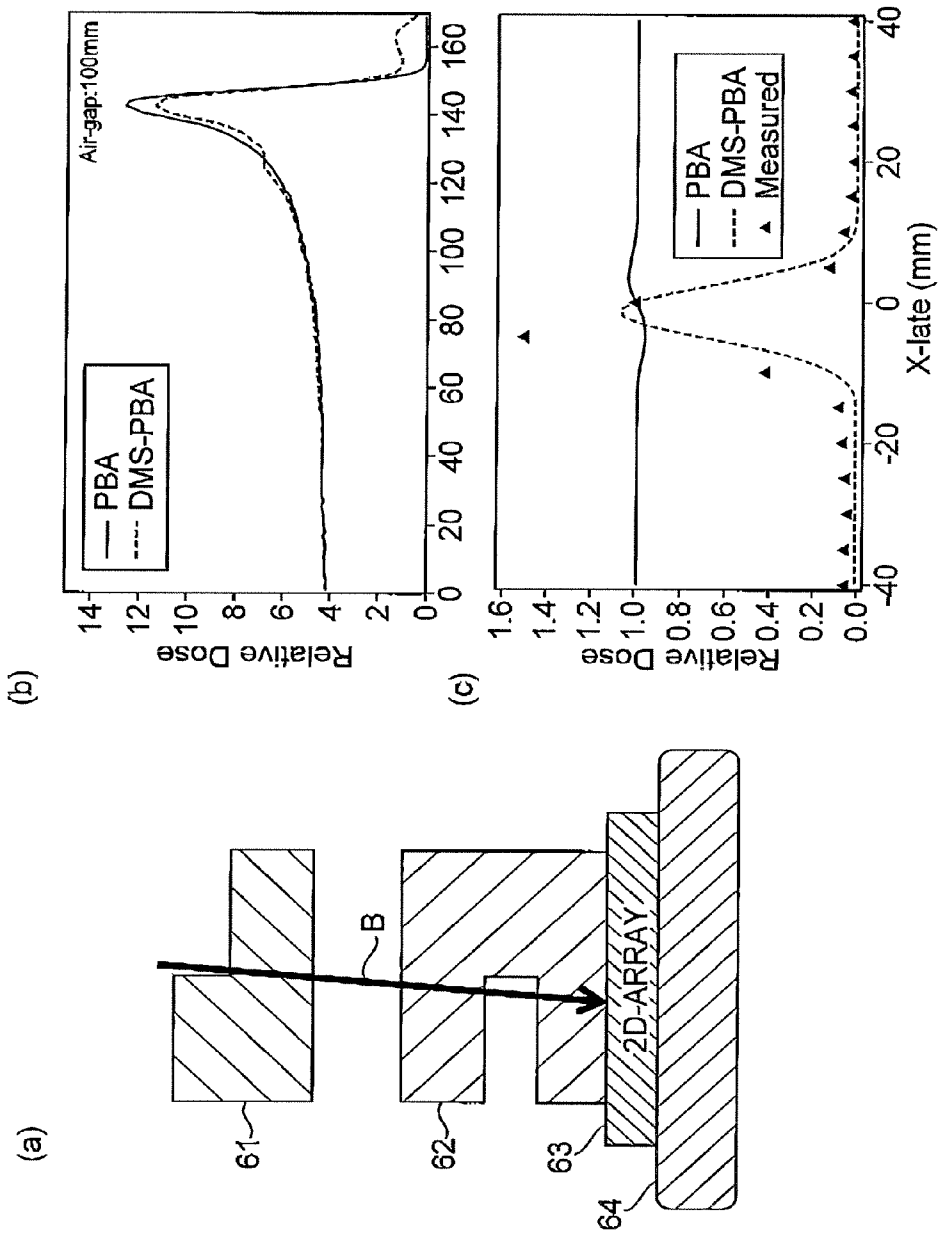 (a)
61
B
62
63
2D-ARRAY
64
(b)
Relative Dose
14
12
10
8
6
4
2
0
PBA
DMS-PBA
Air-gap:100mm
0 20 40 60 80 100 120 140 160
(c)
Relative Dose
1.6
1.4
1.2
1.0
0.8
0.6
0.4
0.2
0.0
PBA
DMS-PBA
Measured
-40 -20 0 20 40
X-late (mm)